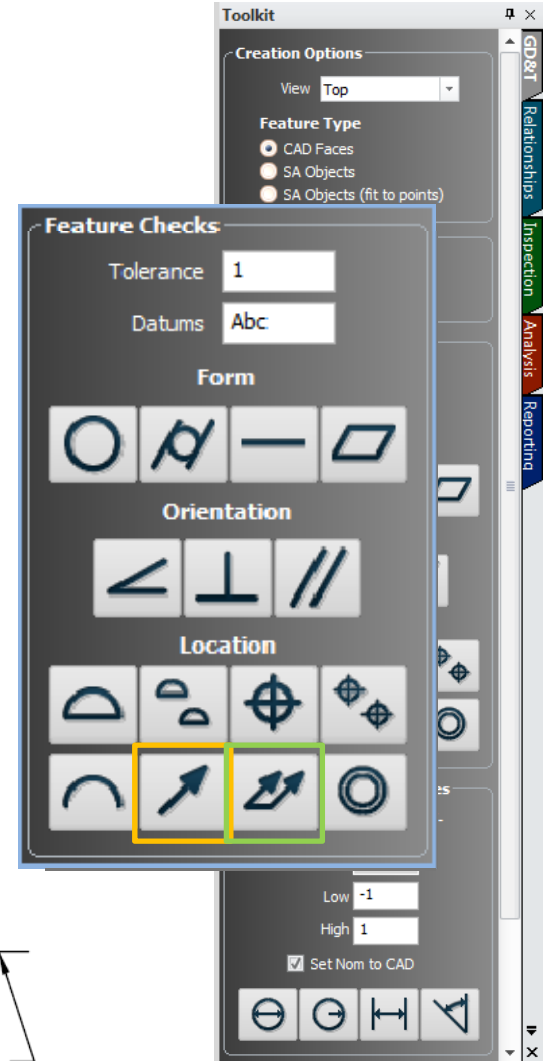 Toolkit
Creation Options
View Top
Feature Type
CAD Faces
SA Objects
SA Objects (fit to points)
Feature Checks
Tolerance 1
Datums Abc
Form
Orientation
Location
Low -1
High 1
Set Nom to CAD
GD&T
Relationships
Inspection
Analysis
Reporting